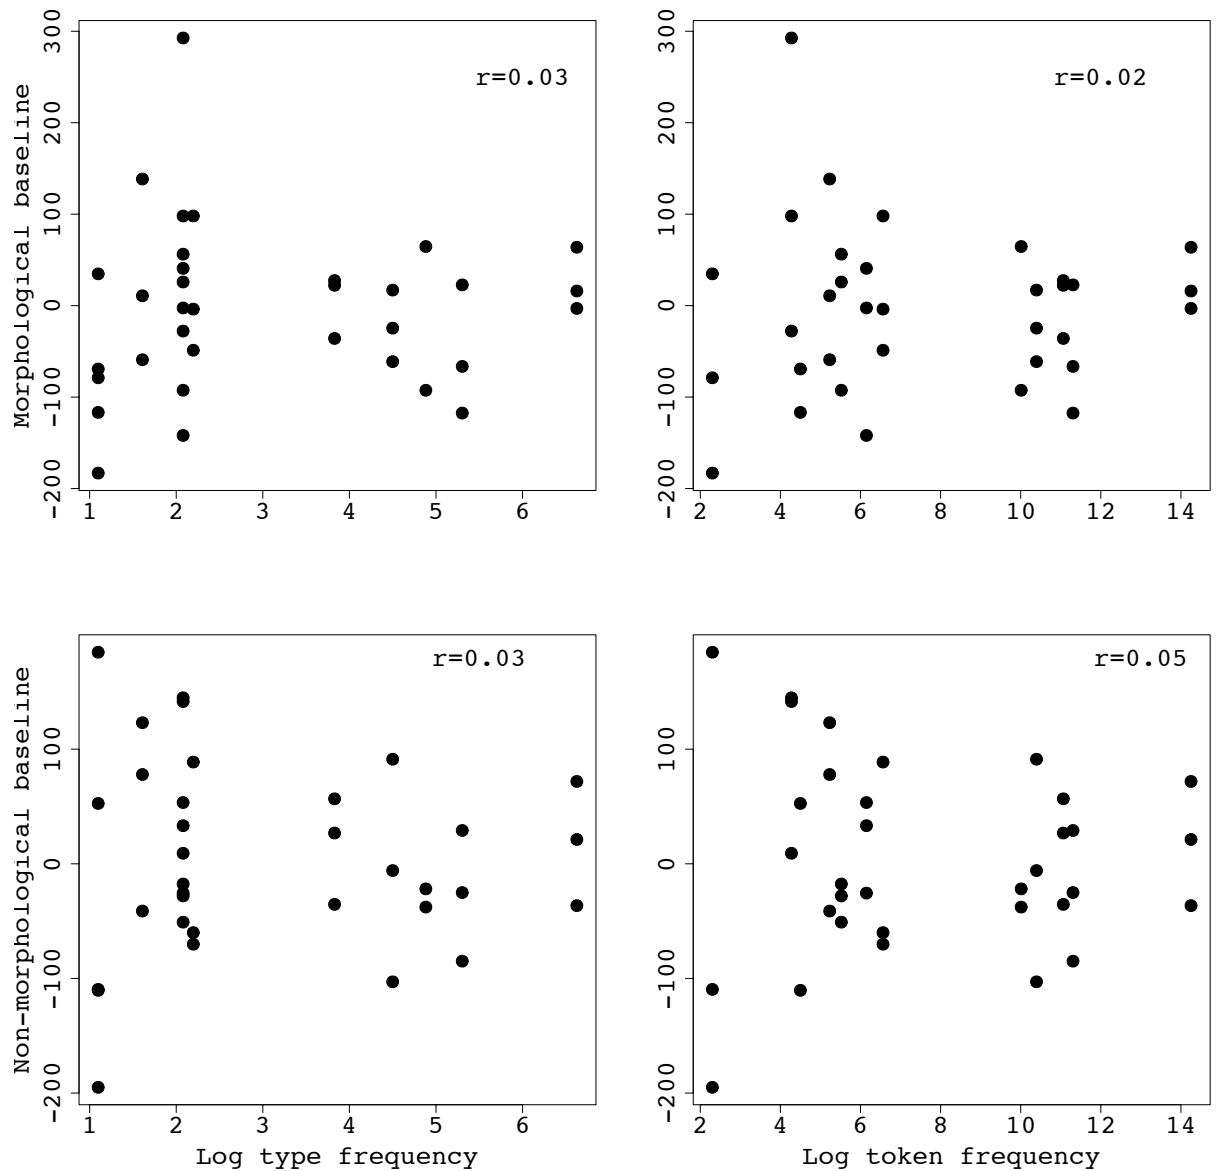 Morphological baseline
300
200
100
0
-100
-200
r=0.03
1 2 3 4 5 6
300
200
100
0
-100
-200
r=0.02
2 4 6 8 10 12 14
Non-morphological baseline
100
0
-100
-200
r=0.03
1 2 3 4 5 6
Log type frequency
100
0
-100
-200
r=0.05
2 4 6 8 10 12 14
Log token frequency